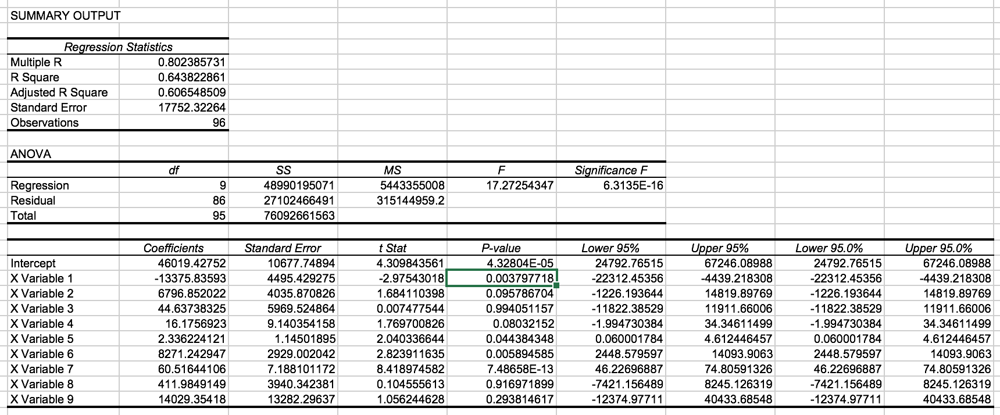 SUMMARY OUTPUT
Regression Statistics
Multiple R 0.802385731
R Square 0.643822861
Adjusted R Square 0.606548509
Standard Error 17752.32264
Observations 96
ANOVA
df SS MS F Significance F
Regression 9 48990195071 5443355008 17.27254347 6.3135E-16
Residual 86 27102466491 315144959.2
Total 95 76092661563
Coefficients Standard Error t Stat P-value Lower 95% Upper 95% Lower 95.0% Upper 95.0%
Intercept 46019.42752 10677.74894 4.309843561 4.32804E-05 24792.76515 67246.08988 24792.76515 67246.08988
X Variable 1 -13375.83593 4495.429275 -2.97543018 0.003797718 -22312.45356 -4439.218308 -22312.45356 -4439.218308
X Variable 2 6796.852022 4035.870826 1.684110398 0.095786704 -1226.193644 14819.89769 -1226.193644 14819.89769
X Variable 3 44.63738325 5969.524864 0.007477544 0.994051157 -11822.38529 11911.66006 -11822.38529 11911.66006
X Variable 4 16.1756923 9.140354158 1.769700826 0.08032152 -1.994730384 34.34611499 -1.994730384 34.34611499
X Variable 5 2.336224121 1.14501895 2.040336644 0.044384348 0.060001784 4.612446457 0.060001784 4.612446457
X Variable 6 8271.242947 2929.002042 2.823911635 0.005894585 2448.579597 14093.9063 2448.579597 14093.9063
X Variable 7 60.51644106 7.188101172 8.418974582 7.48658E-13 46.22696887 74.80591326 46.22696887 74.80591326
X Variable 8 411.9849149 3940.342381 0.104555613 0.916971899 -7421.156489 8245.126319 -7421.156489 8245.126319
X Variable 9 14029.35418 13282.29637 1.056244628 0.293814617 -12374.97711 40433.68548 -12374.97711 40433.68548